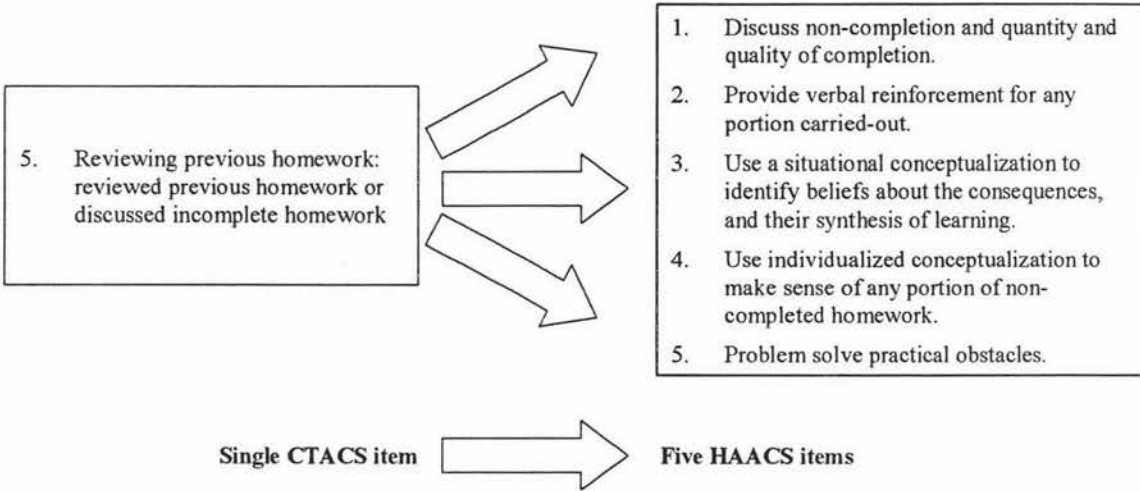 5. Reviewing previous homework:
reviewed previous homework or
discussed incomplete homework
1. Discuss non-completion and quantity and
quality of completion.
2. Provide verbal reinforcement for any
portion carried-out.
3. Use a situational conceptualization to
identify beliefs about the consequences,
and their synthesis of learning.
4. Use individualized conceptualization to
make sense of any portion of non-
completed homework.
5. Problem solve practical obstacles.
Single CTACS item
Five HAACS items